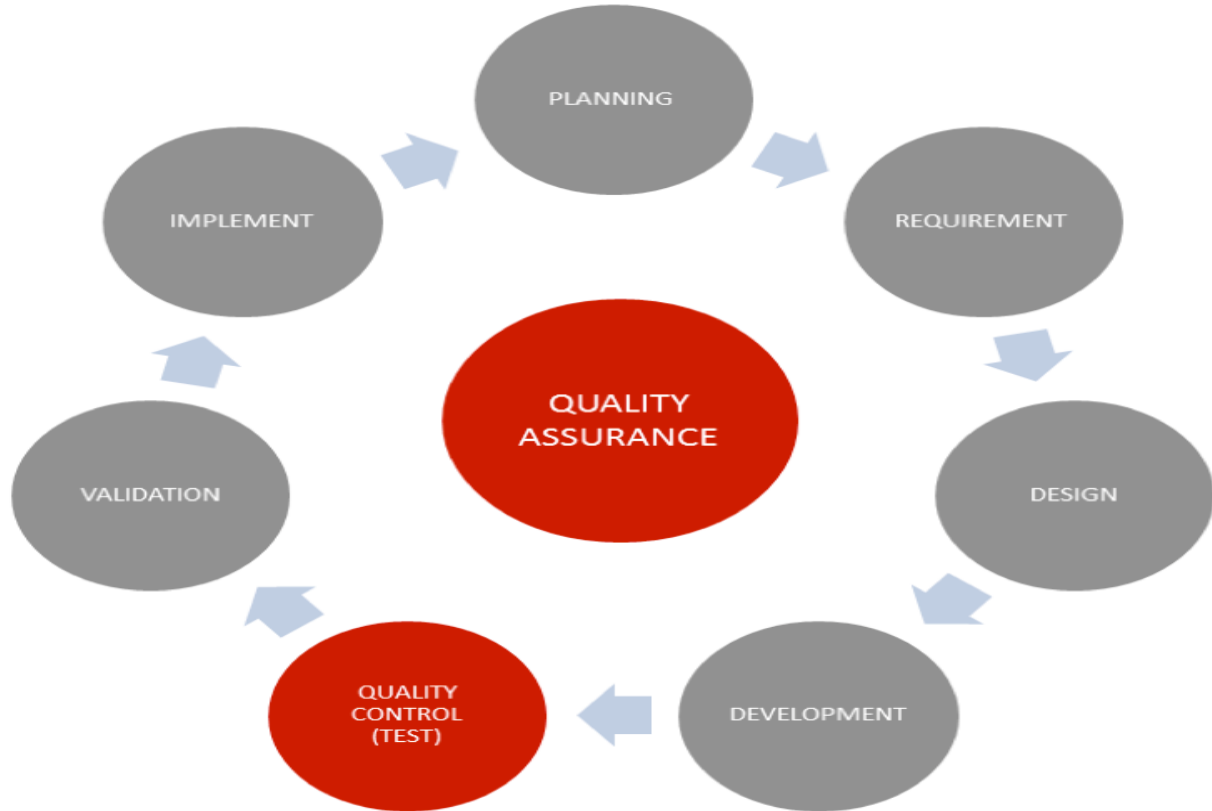 PLANNING
REQUIREMENT
DESIGN
DEVELOPMENT
QUALITY
CONTROL
(TEST)
VALIDATION
IMPLEMENT
QUALITY
ASSURANCE